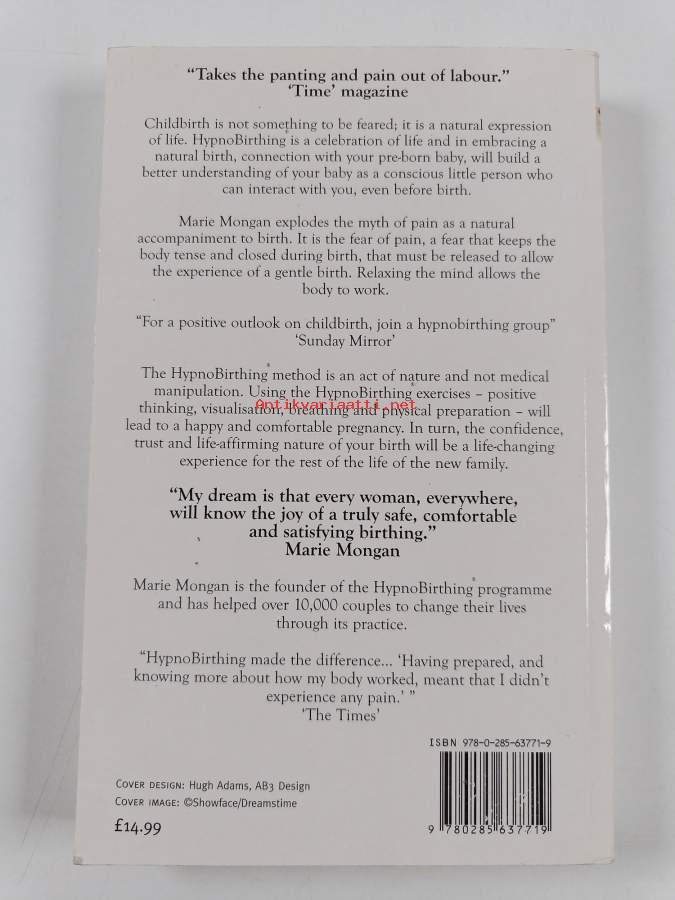 “Takes the panting and pain out of labour.”
‘Time’ magazine
Childbirth is not something to be feared; it is a natural expression
of life. HypnoBirthing is a celebration of life and in embracing a
natural birth, connection with your pre-born baby, will build a
better understanding of your baby as a conscious little person who
can interact with you, even before birth.
Marie Mongan explodes the myth of pain as a natural
accompaniment to birth. It is the fear of pain, a fear that keeps the
body tense and closed during birth, that must be released to allow
the experience of a gentle birth. Relaxing the mind allows the
body to work.
“For a positive outlook on childbirth, join a hypnobirthing group”
‘Sunday Mirror’
The HypnoBirthing method is an act of nature and not medical
manipulation. Using the HypnoBirthing exercises – positive
thinking, visualisation, breathing and physical preparation – will
Antikvariaatti.net
lead to a happy and comfortable pregnancy. In turn, the confidence,
trust and life-affirming nature of your birth will be a life-changing
experience for the rest of the life of the new family.
“My dream is that every woman, everywhere,
will know the joy of a truly safe, comfortable
and satisfying birthing.”
Marie Mongan
Marie Mongan is the founder of the HypnoBirthing programme
and has helped over 10,000 couples to change their lives
through its practice.
“HypnoBirthing made the difference... ‘Having prepared, and
knowing more about how my body worked, meant that I didn’t
experience any pain.’ ”
‘The Times’
ISBN 978-0-285-63771-9
Cover design: Hugh Adams, AB3 Design
Cover image: ©Showface/Dreamstime
£14.99
9 780285 637719